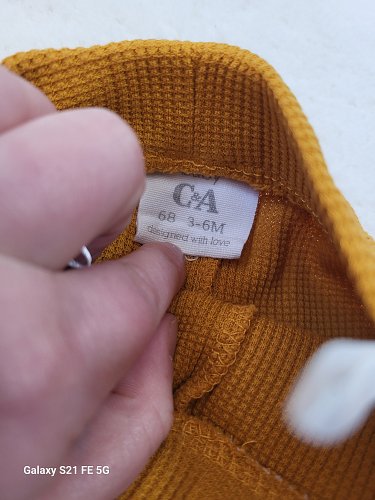 C&A
68 3-6M
designed with love
Galaxy S21 FE 5G